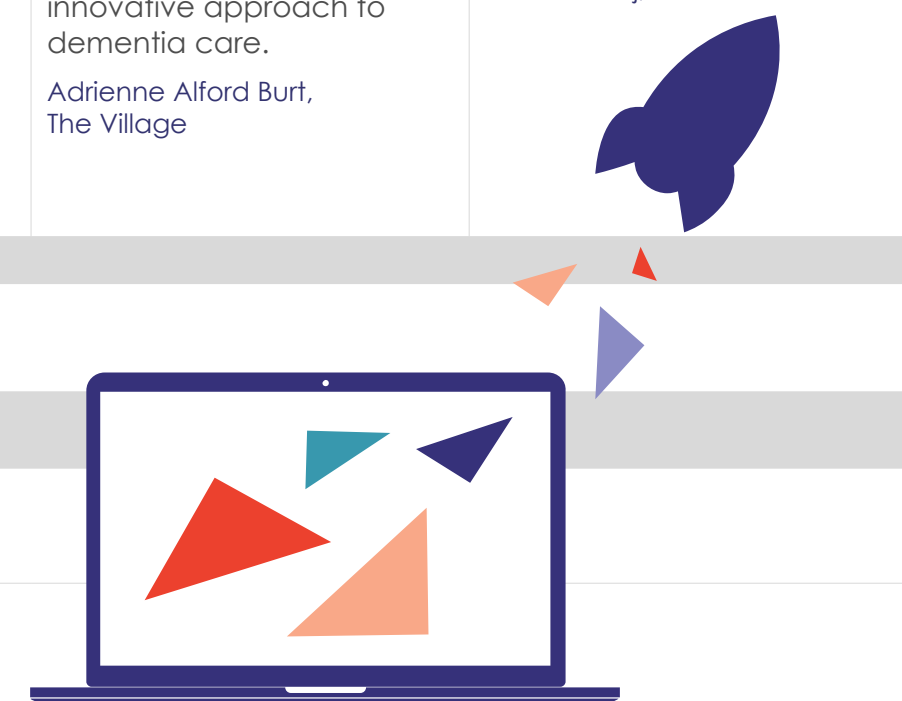 innovative approach to
dementia care.
Adrienne Alford Burt,
The Village